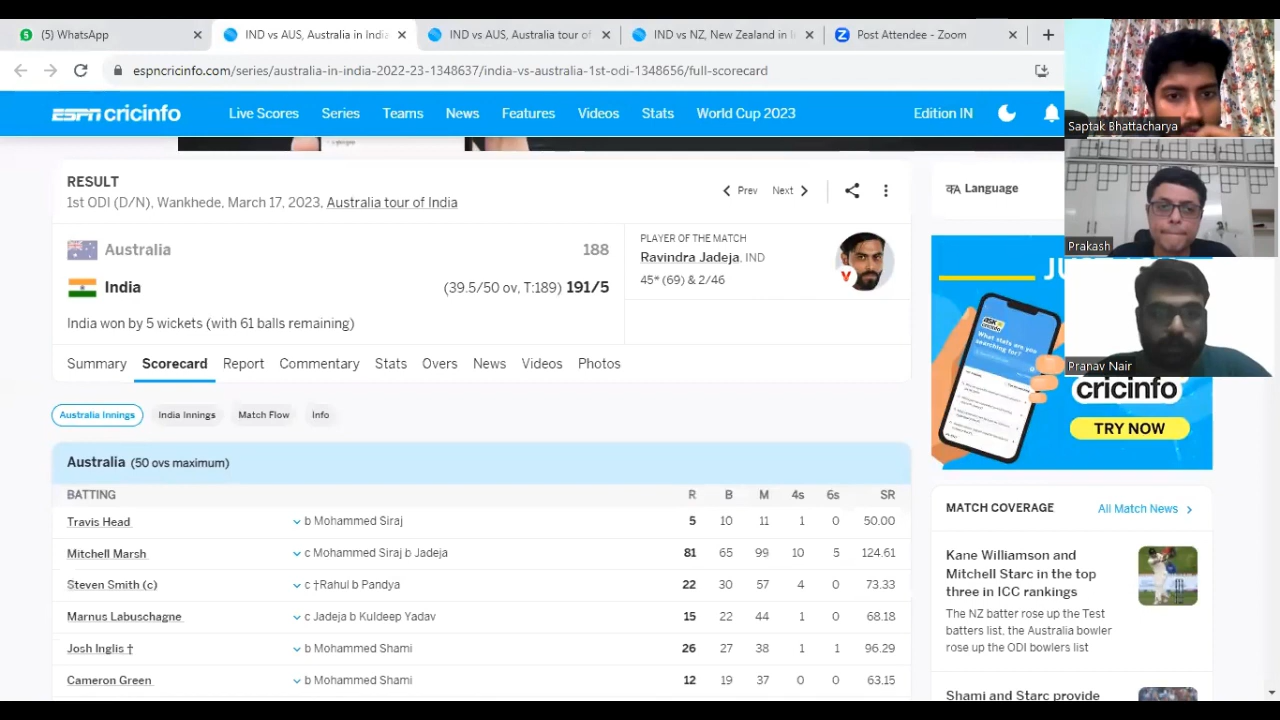 5
(5) WhatsApp
IND vs AUS, Australia in India
IND vs AUS, Australia tour of
IND vs NZ, New Zealand in I
Post Attendee - Zoom
espncricinfo.com/series/australia-in-india-2022-23-1348637/india-vs-australia-1st-odi-1348656/full-scorecard
ESPN cricinfo
Live Scores Series Teams News Features Videos Stats World Cup 2023
Edition IN
RESULT
1st ODI (D/N), Wankhede, March 17, 2023, Australia tour of India
Prev Next
Australia 188
India (39.5/50 ov, T:189) 191/5
India won by 5 wickets (with 61 balls remaining)
PLAYER OF THE MATCH
Ravindra Jadeja, IND
45* (69) & 2/46
Summary Scorecard Report Commentary Stats Overs News Videos Photos
Australia Innings India Innings Match Flow Info
Australia (50 ovs maximum)
BATTING R B M 4s 6s SR
Travis Head b Mohammed Siraj 5 10 11 1 0 50.00
Mitchell Marsh c Mohammed Siraj b Jadeja 81 65 99 10 5 124.61
Steven Smith (c) c †Rahul b Pandya 22 30 57 4 0 73.33
Marnus Labuschagne c Jadeja b Kuldeep Yadav 15 22 44 1 0 68.18
Josh Inglis † b Mohammed Shami 26 27 38 1 1 96.29
Cameron Green b Mohammed Shami 12 19 37 0 0 63.15
क/A Language
ask cricinfo
What stats are you
searching for?
cricinfo
TRY NOW
MATCH COVERAGE
All Match News
Kane Williamson and
Mitchell Starc in the top
three in ICC rankings
The NZ batter rose up the Test
batters list, the Australia bowler
rose up the ODI bowlers list
Shami and Starc provide
Saptak Bhattacharya
Prakash
Pranav Nair